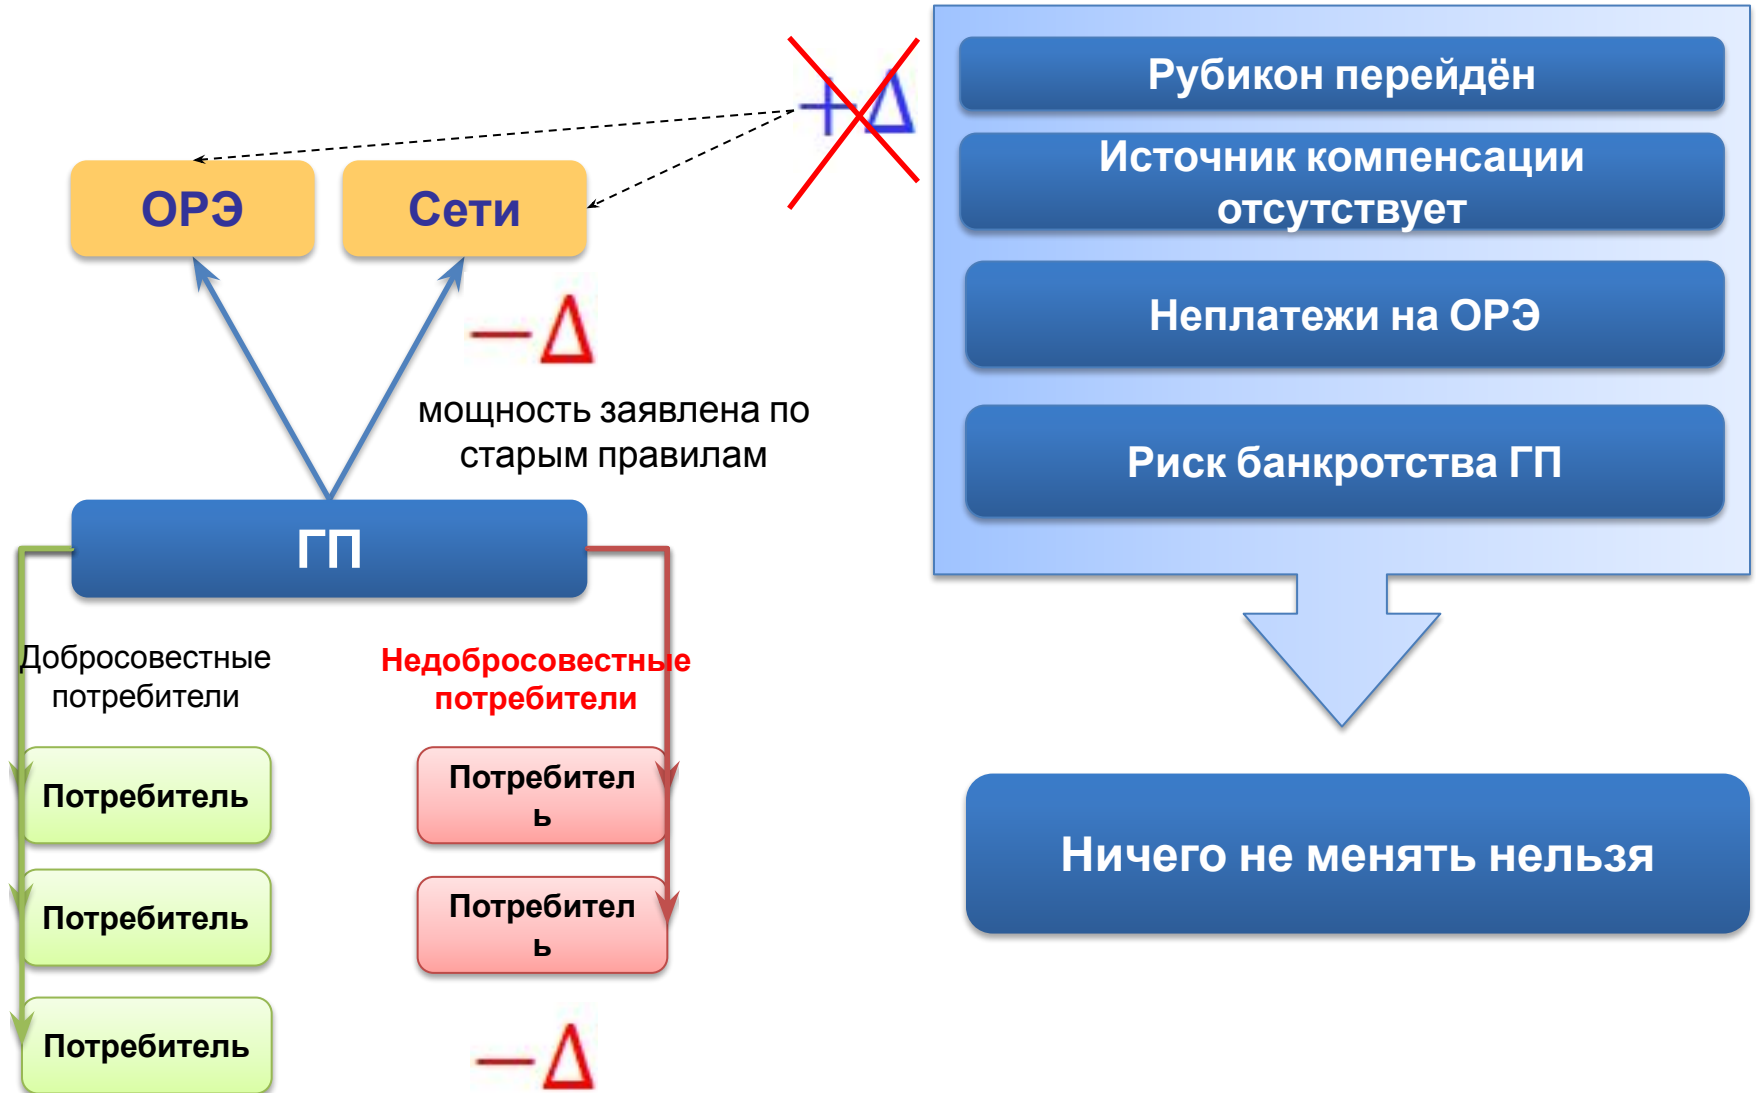 +Δ
ОРЭ
Сети
−Δ
мощность заявлена по
старым правилам
ГП
Добросовестные
потребители
Недобросовестные
потребители
Потребитель
Потребитель
Потребитель
Потребител
ь
Потребител
ь
−Δ
Рубикон перейдён
Источник компенсации
отсутствует
Неплатежи на ОРЭ
Риск банкротства ГП
Ничего не менять нельзя